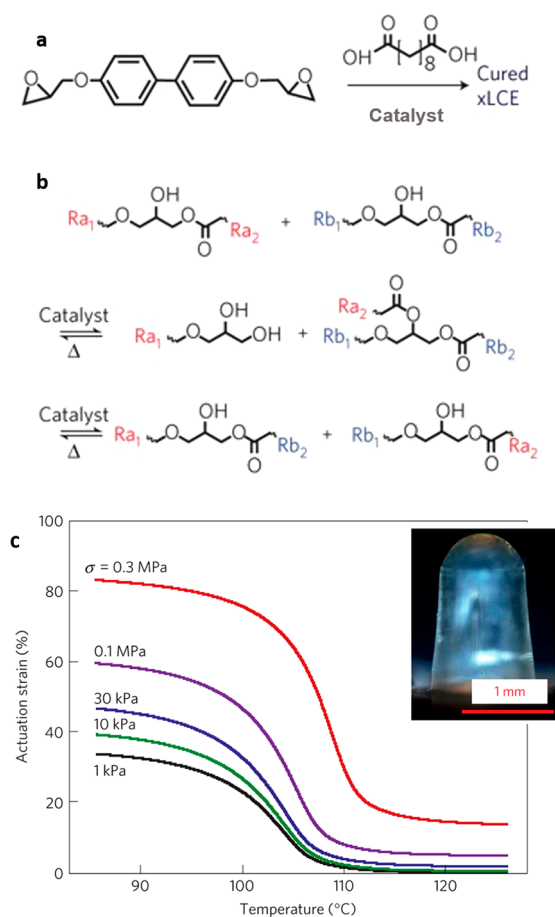 a
O
O
O
O
OH
O
O
8
OH
Catalyst
Cured
xLCE
b
Ra1
O
OH
O
O
Ra2
+
Rb1
O
OH
O
O
Rb2
Catalyst
Δ
Ra1
O
OH
OH
+
Ra2
O
O
Rb1
O
O
O
Rb2
Catalyst
Δ
Ra1
O
OH
O
O
Rb2
+
Rb1
O
OH
O
O
Ra2
c
100
80
60
40
20
0
Actuation strain (%)
σ = 0.3 MPa
0.1 MPa
30 kPa
10 kPa
1 kPa
1 mm
90
100
110
120
Temperature (°C)